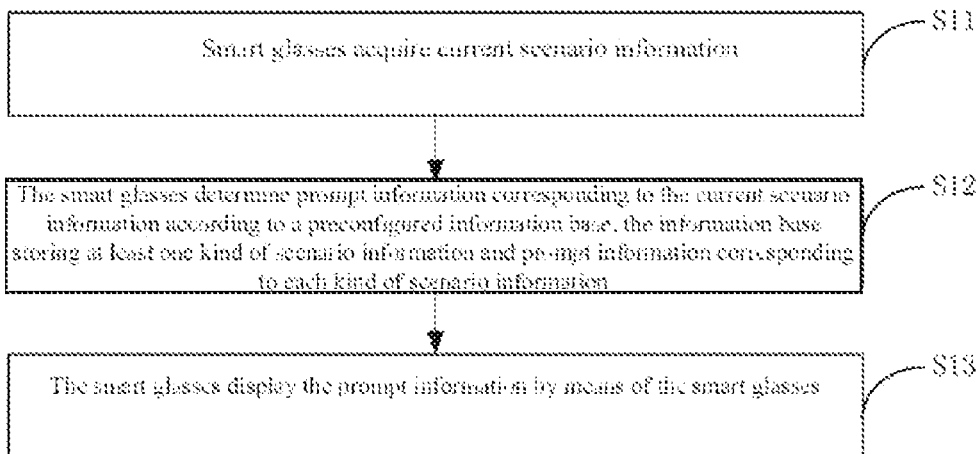 S11
Smart glasses acquire current scenario information
S12
The smart glasses determine prompt information corresponding to the current scenario
information according to a preconfigured information base, the information base
storing at least one kind of scenario information and prompt information corresponding
to each kind of scenario information
S13
The smart glasses display the prompt information by means of the smart glasses